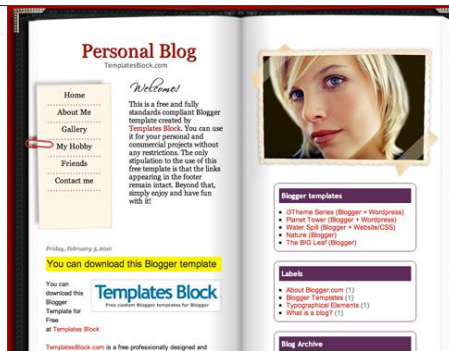 Personal Blog
TemplatesBlock.com
Home
About Me
Gallery
My Hobby
Friends
Contact me
Welcome!
This is a free and fully
standards compliant Blogger
template created by
Templates Block. You can use
it for your personal and
commercial projects without
any restrictions. The only
stipulation to the use of this
free template is that the links
appearing in the footer
remain intact. Beyond that,
simply enjoy and have fun
with it!
Friday, February 5, 2010
You can download this Blogger template
You can
download this
Blogger
Template for
Free
at Templates Block
Templates Block
Free custom Blogger templates for Blogger
TemplatesBlock.com is a free professionally designed and
Blogger templates
i3Theme Series (Blogger + Wordpress)
Planet Tower (Blogger + Wordpress)
Water Spill (Blogger + Website/CSS)
Nature (Blogger)
The BIG Leaf (Blogger)
Labels
About Blogger.com (1)
Blogger Templates (1)
Typographical Elements (1)
What is a blog? (1)
Blog Archive